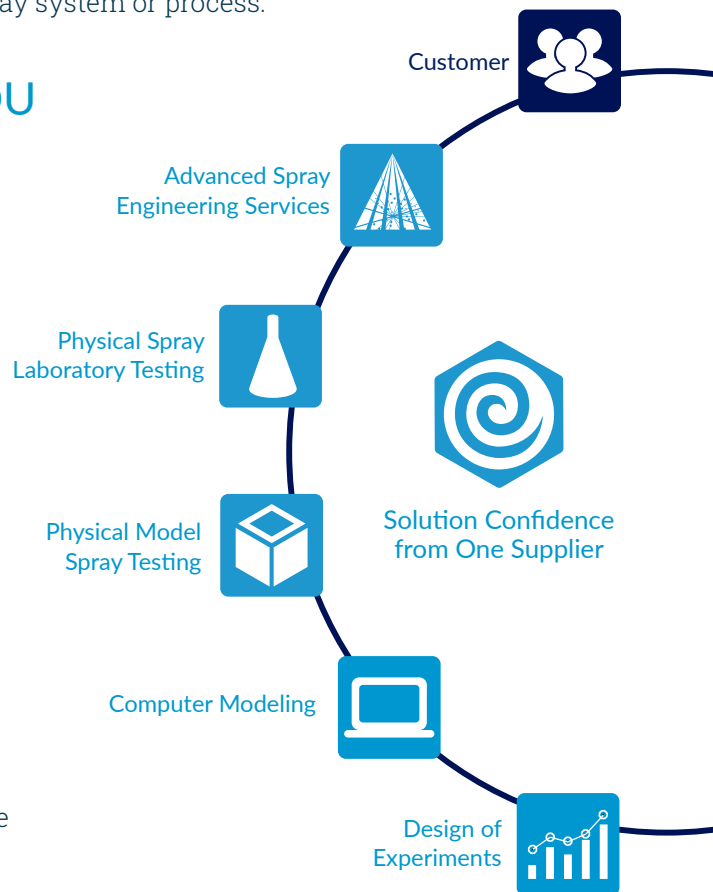 ay system or process.
OU
Customer
Advanced Spray
Engineering Services
Physical Spray
Laboratory Testing
Solution Confidence
from One Supplier
Physical Model
Spray Testing
Computer Modeling
e
Design of
Experiments